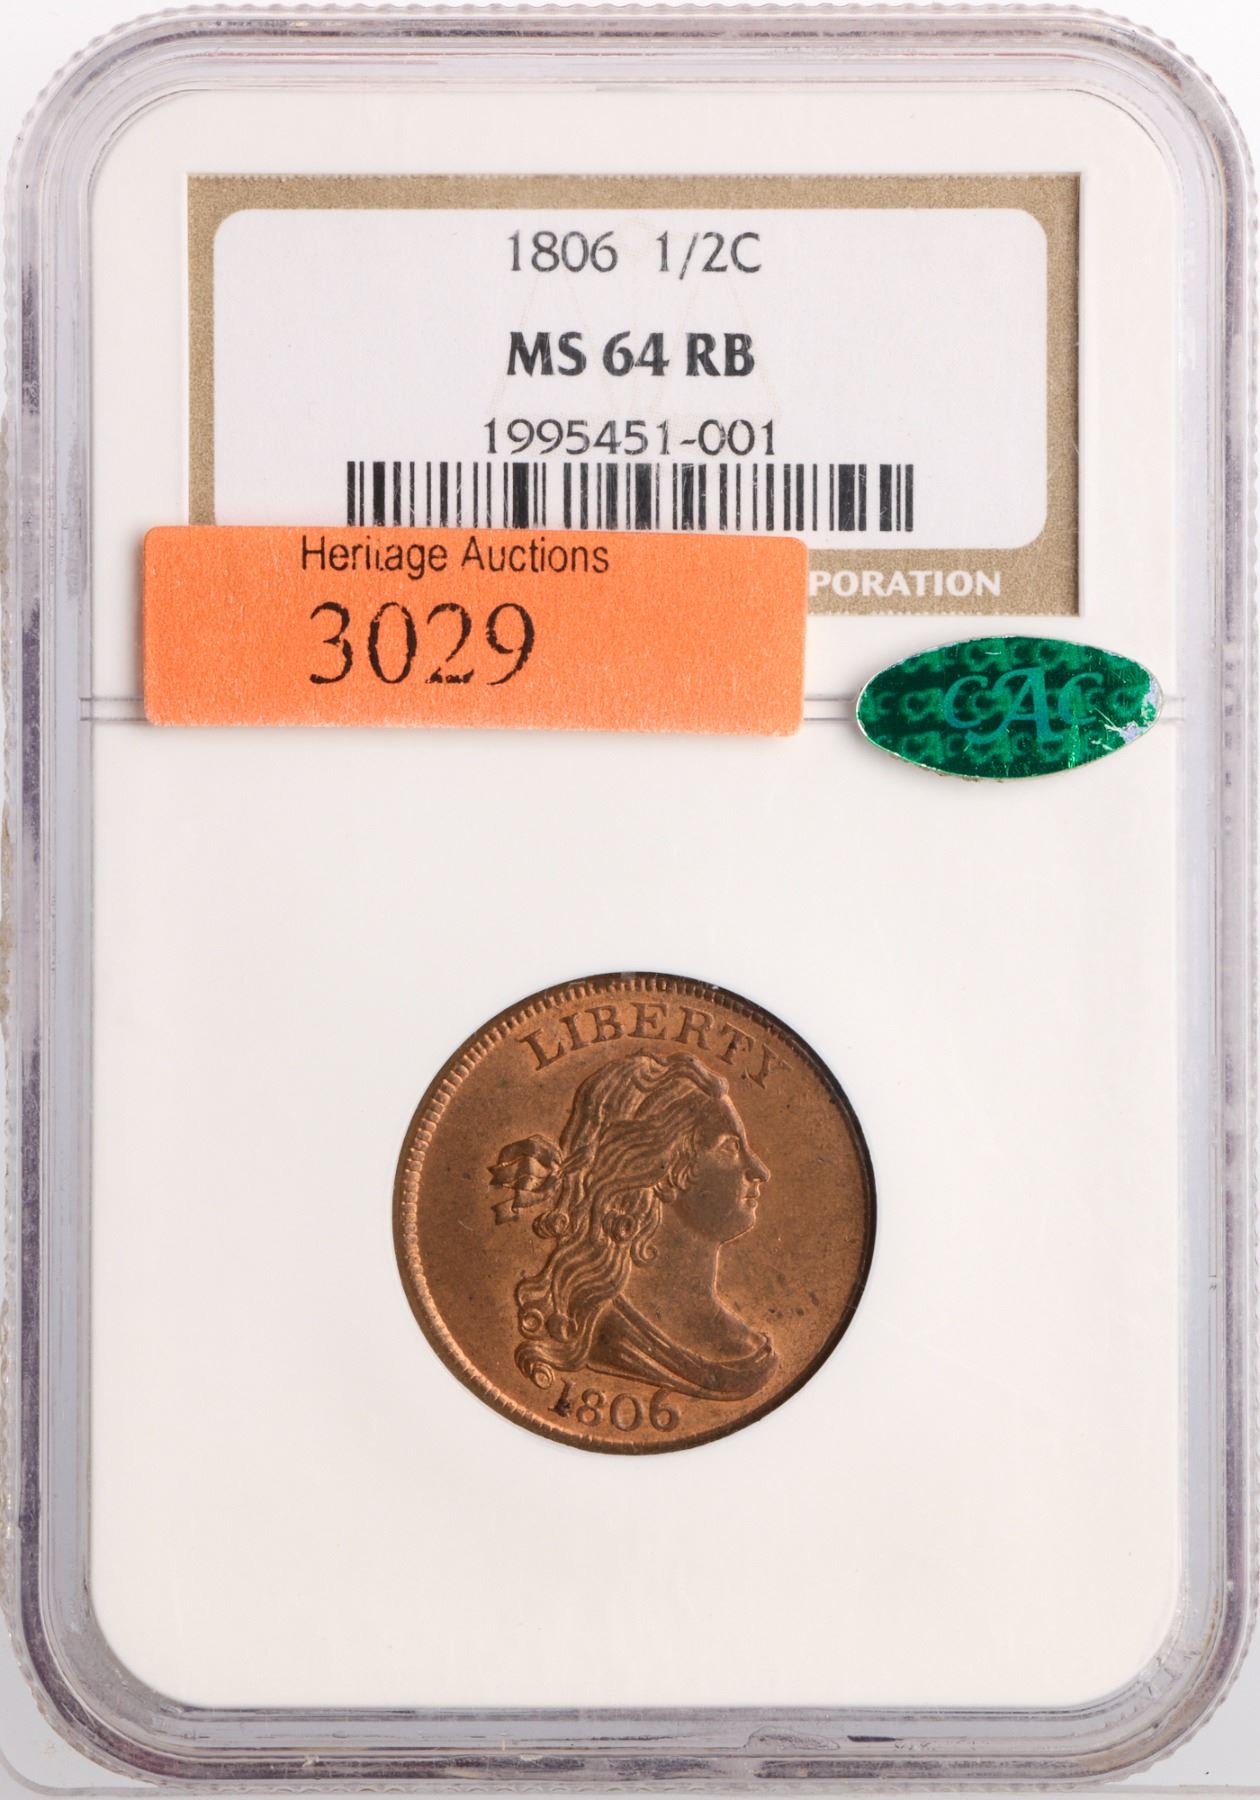 1806 1/2C
MS 64 RB
1995451-001
Heritage Auctions
3029
PORATION
CAC
LIBERTY
1806